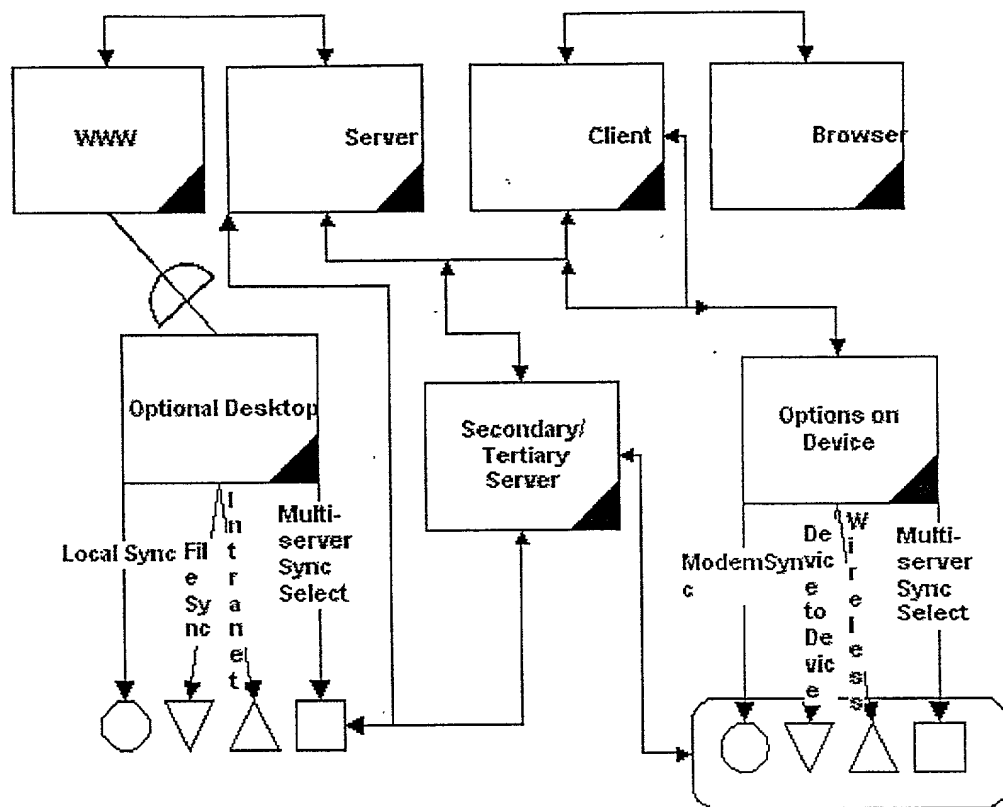 WWW
Server
Client
Browser
Optional Desktop
Secondary/
Tertiary
Server
Options on
Device
Local Sync
Fil
e
Sy
nc
I
n
t
r
a
n
e
t
Multi-
server
Sync
Select
ModemSyn
c
De
vice
e
to
De
vic
e
W
i
r
e
l
e
s
s
Multi-
server
Sync
Select